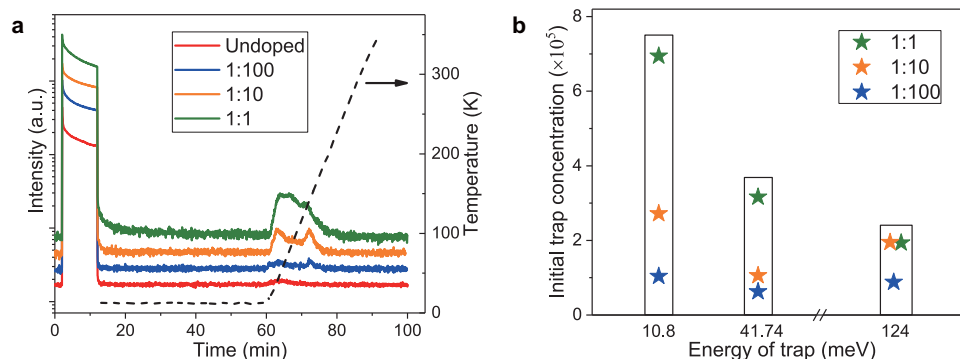 a
Undoped
1:100
1:10
1:1
Intensity (a.u.)
0 20 40 60 80 100
Time (min)
0
100
200
300
Temperature (K)
b
1:1
1:10
1:100
Initial trap concentration (×10⁵)
8
6
4
2
0
10.8 41.74 124
Energy of trap (meV)